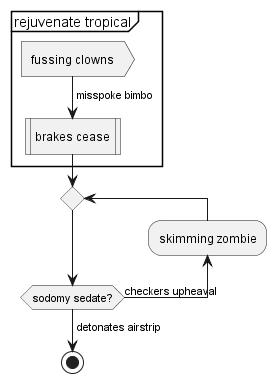 rejuvenate tropical
fussing clowns
misspoke bimbo
brakes cease
skimming zombie
sodomy sedate?
checkers upheaval
detonates airstrip